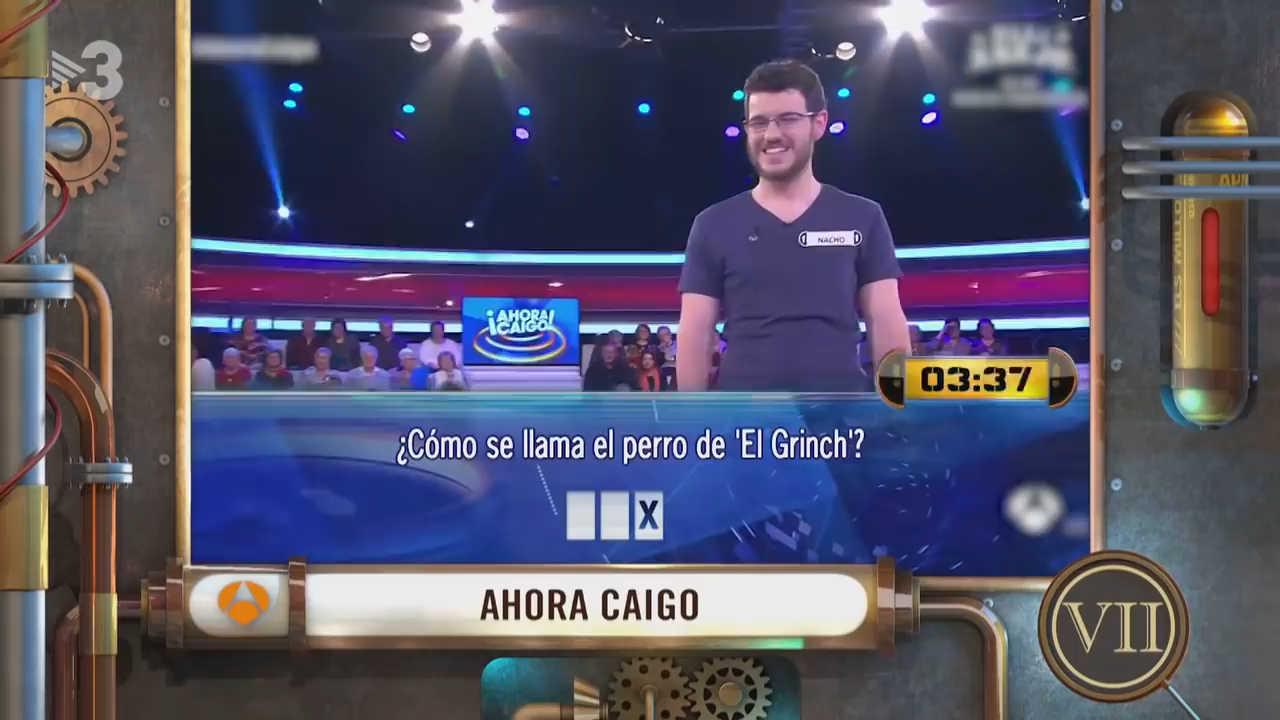 3
NACHO
¡AHORA
CAIGO!
03:37
¿Cómo se llama el perro de 'El Grinch'?
X
AHORA CAIGO
VII